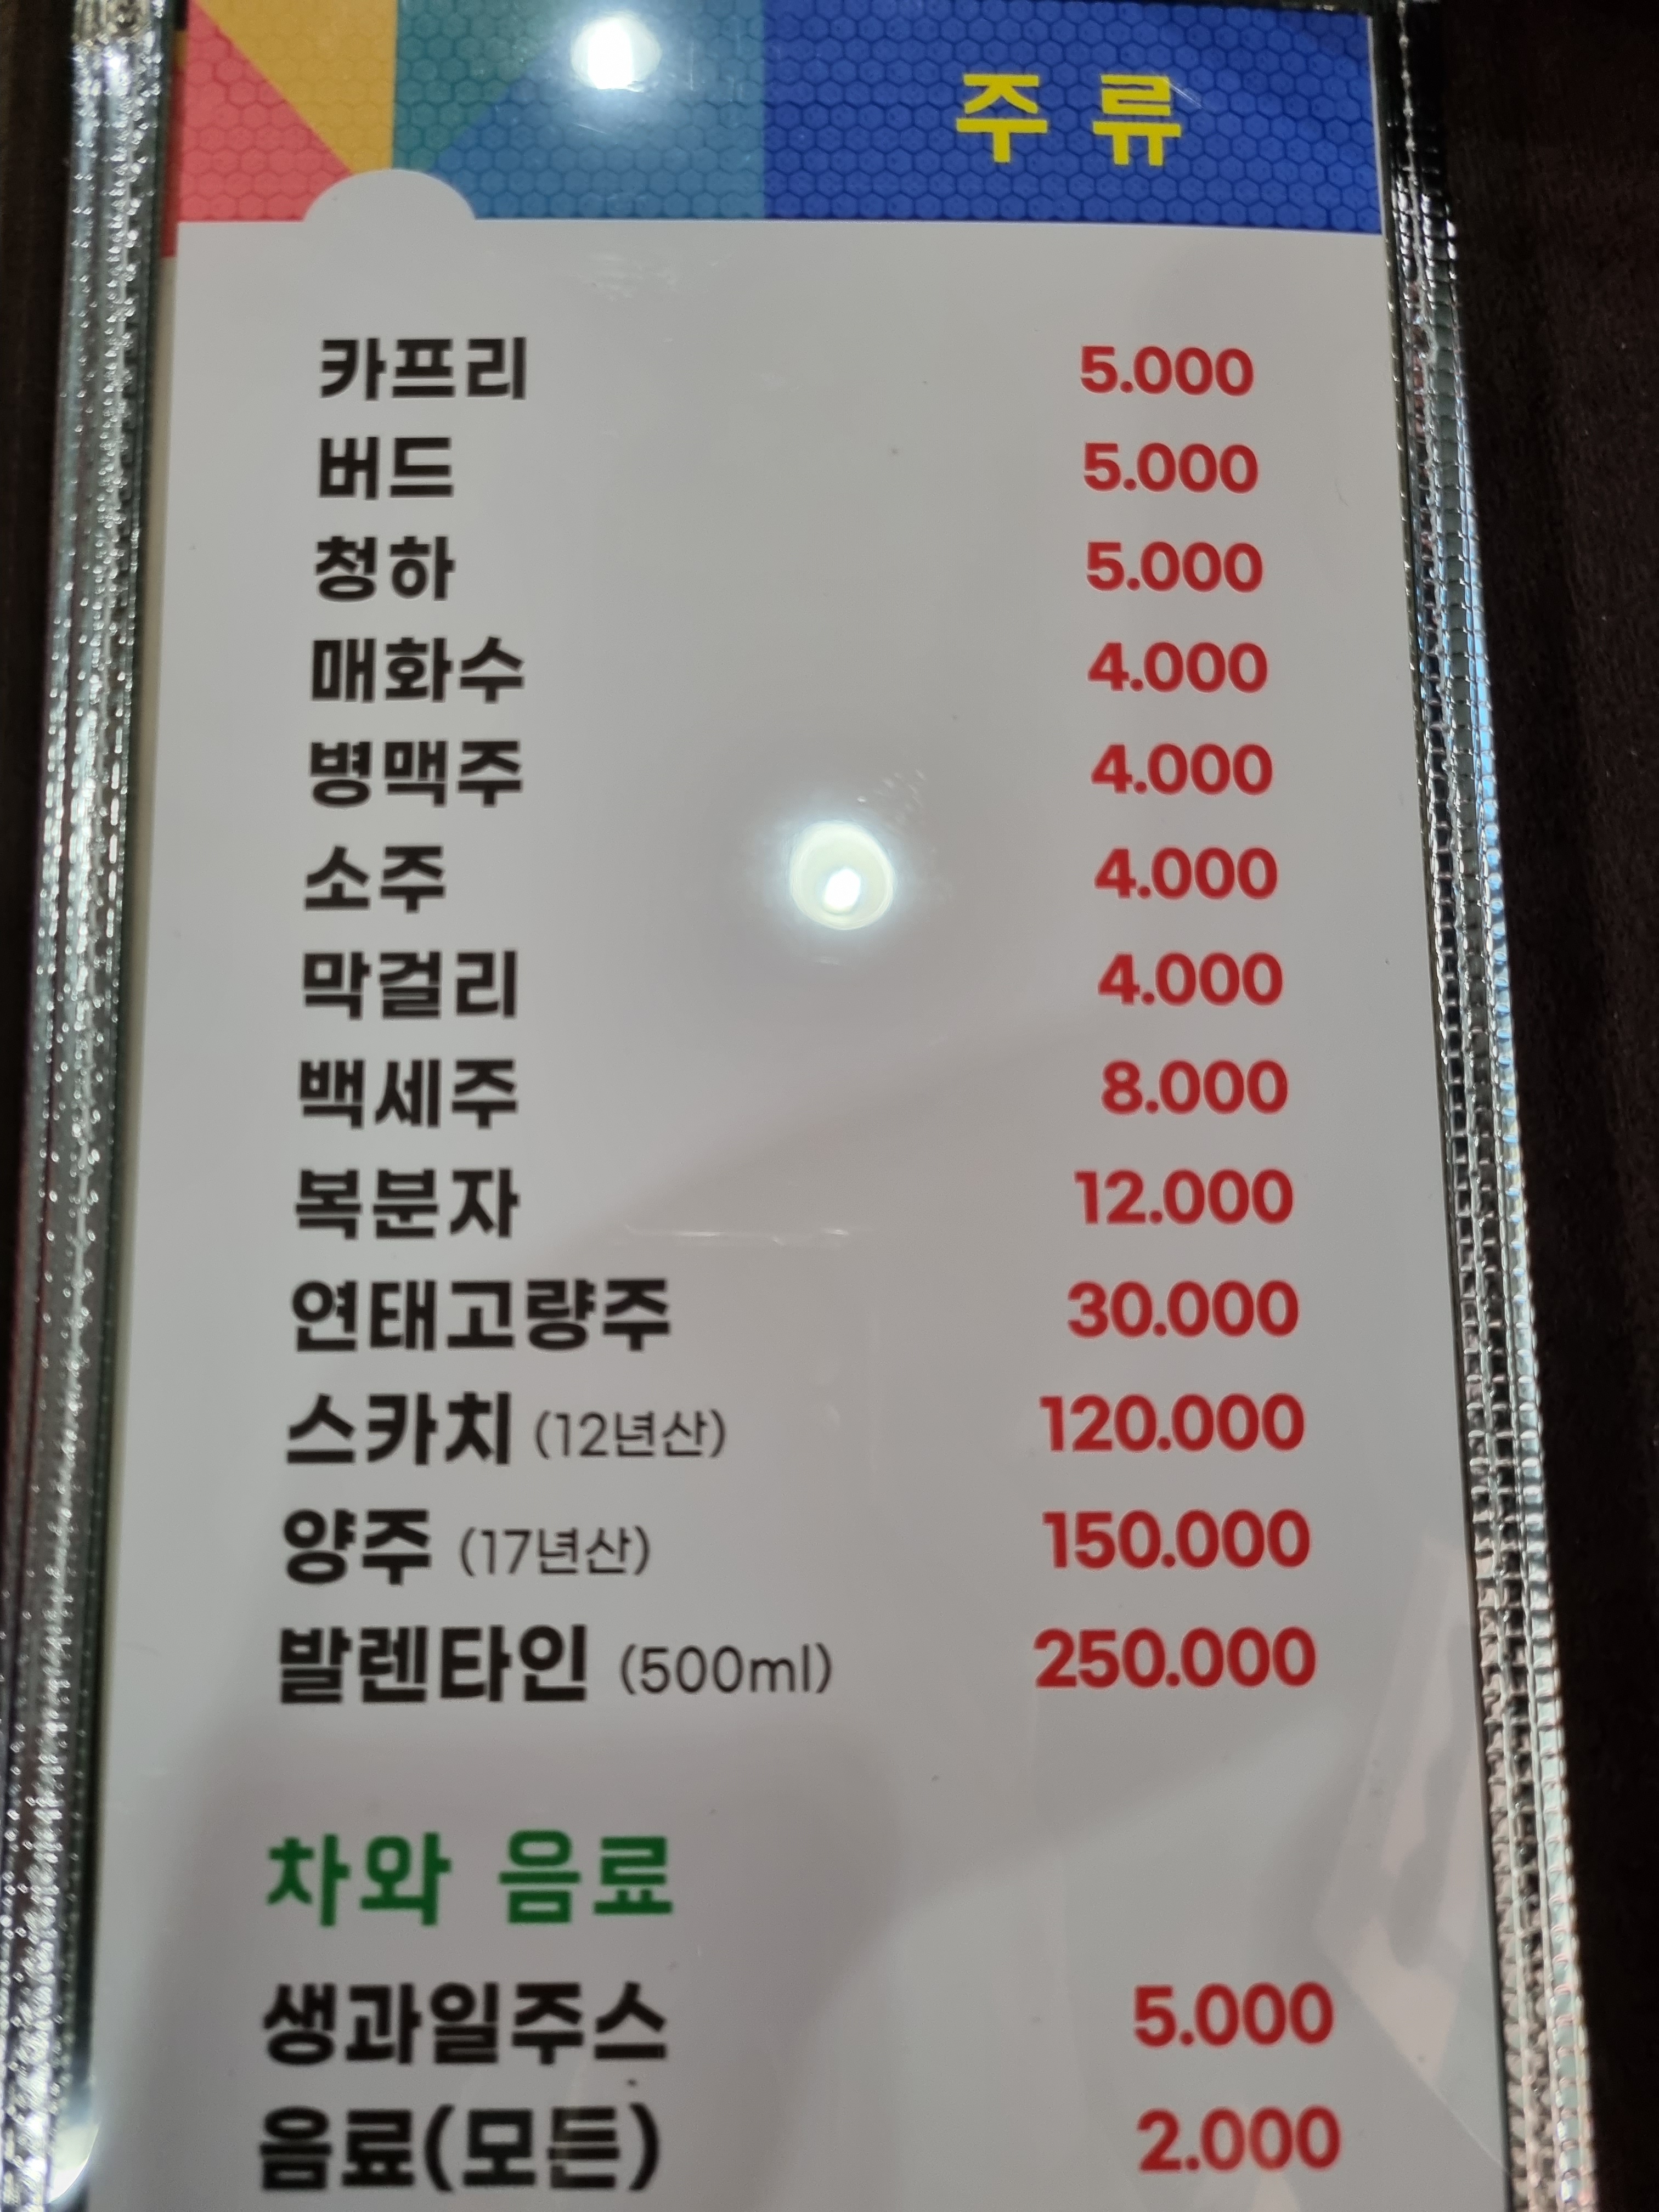 주류
카프리 5.000
버드 5.000
청하 5.000
매화수 4.000
병맥주 4.000
소주 4.000
막걸리 4.000
백세주 8.000
복분자 12.000
연태고량주 30.000
스카치 (12년산) 120.000
양주 (17년산) 150.000
발렌타인 (500ml) 250.000
차와 음료
생과일주스 5.000
음료(모든) 2.000